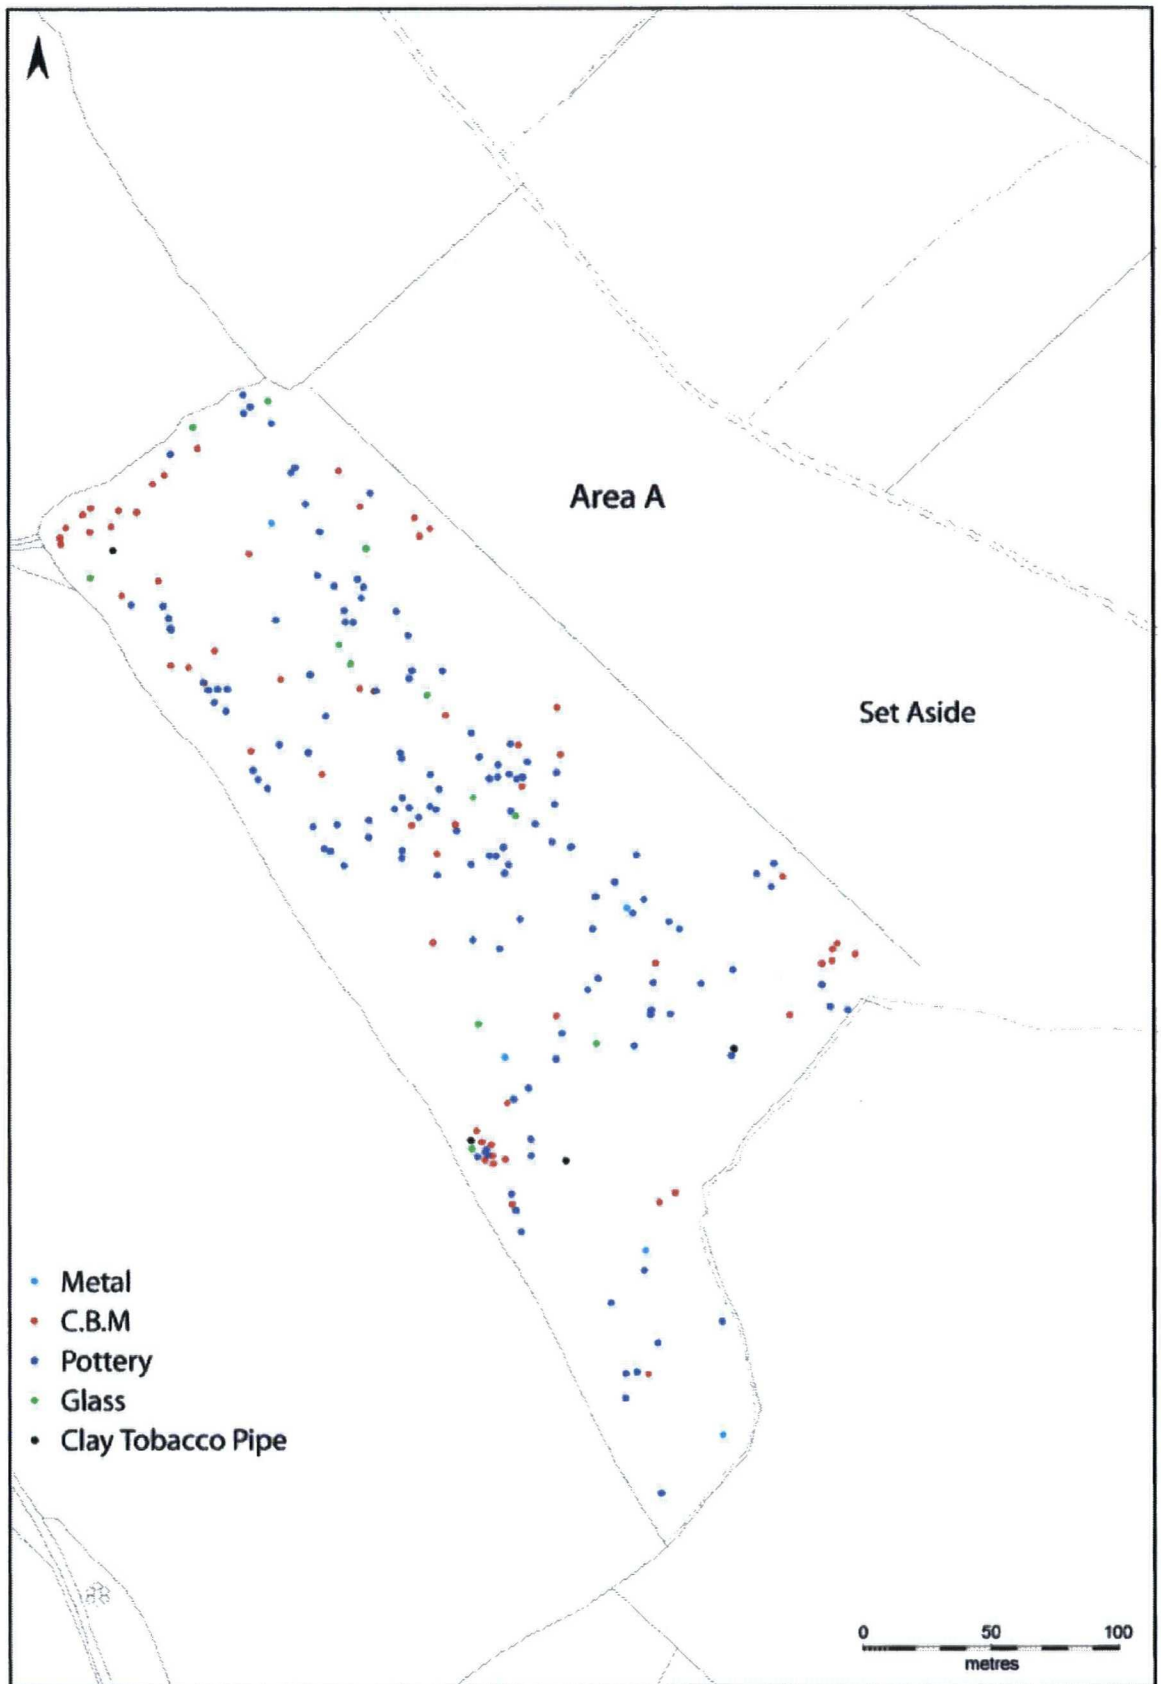 Area A
Set Aside
Metal
C.B.M
Pottery
Glass
Clay Tobacco Pipe
0 50 100
metres